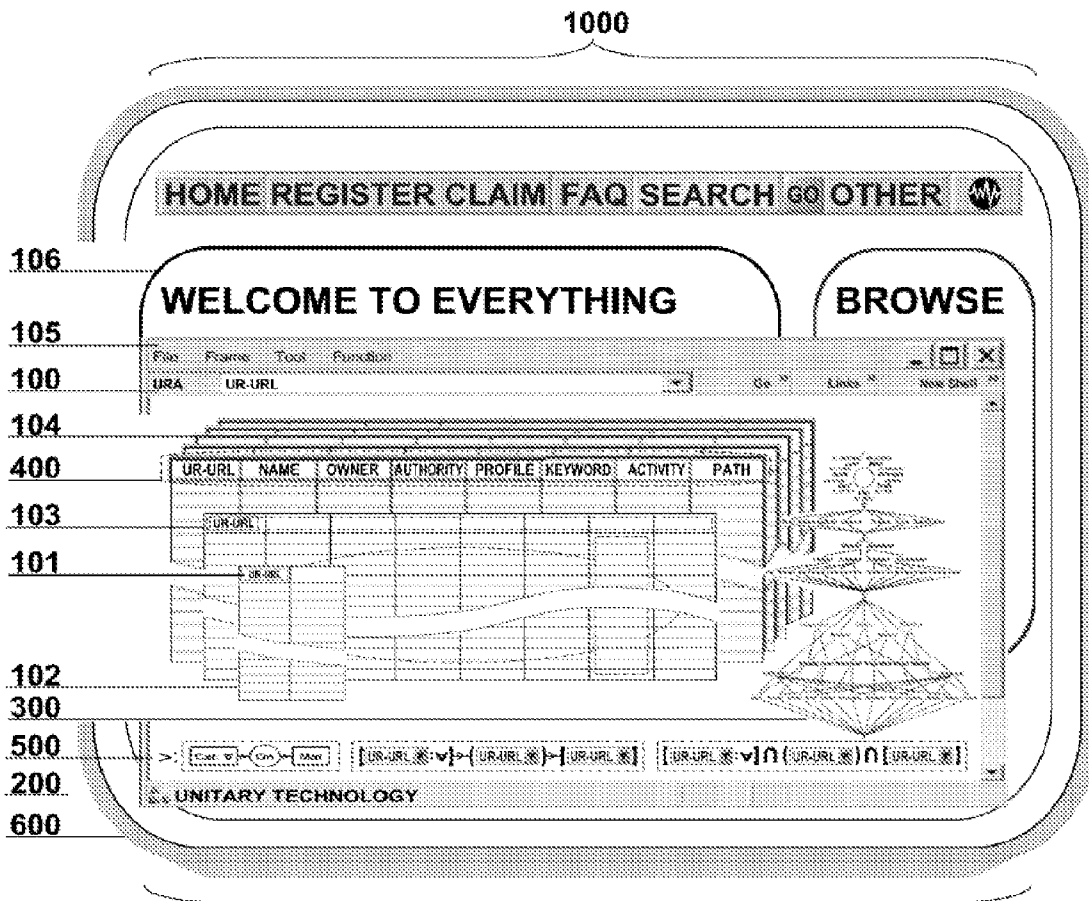 1000
HOME REGISTER CLAIM FAQ SEARCH GO OTHER
106
WELCOME TO EVERYTHING
BROWSE
105
File Frame Tool Function
100
URA UR-URL Go » Links » New Shell »
104
400
UR-URL NAME OWNER AUTHORITY PROFILE KEYWORD ACTIVITY PATH
103
UR-URL
101
UR-URL
102
300
500
>: Cat ∀ On
[UR-URL *:∀]>(UR-URL *)>[UR-URL *]
[UR-URL *:∀]∩(UR-URL *)∩[UR-URL *]
200
UNITARY TECHNOLOGY
600